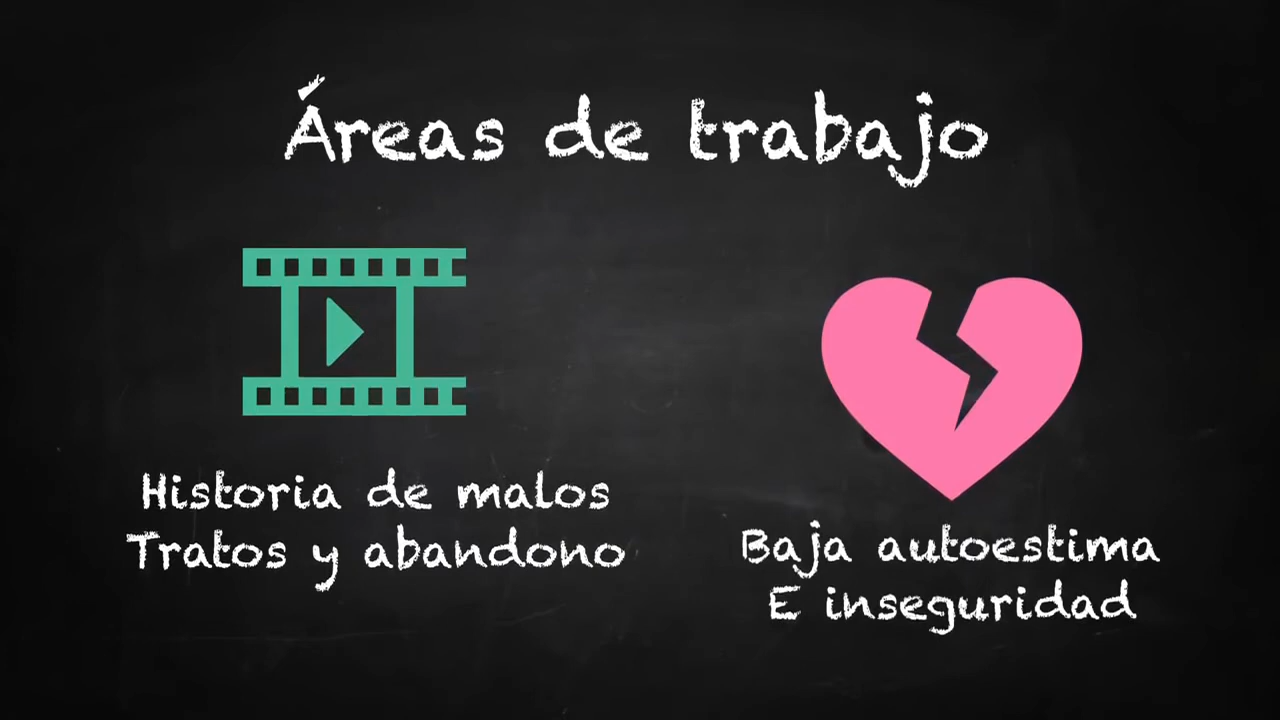 Áreas de trabajo
Historia de malos
Tratos y abandono
Baja autoestima
E inseguridad